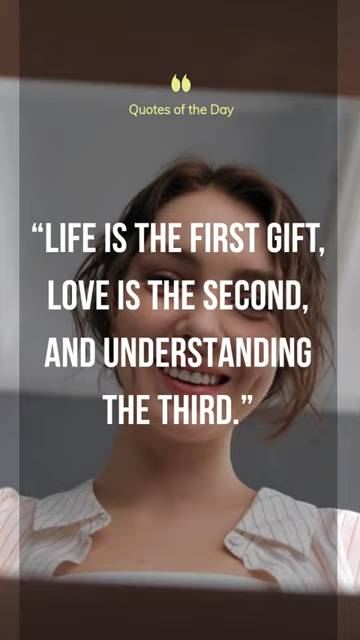 Quotes of the Day
“LIFE IS THE FIRST GIFT,
LOVE IS THE SECOND,
AND UNDERSTANDING
THE THIRD.”